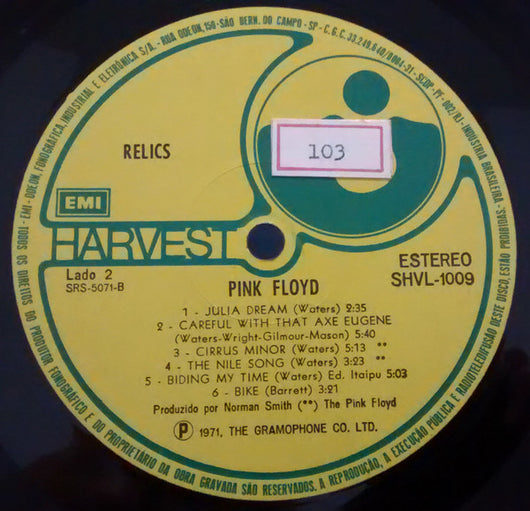 TODOS OS DIREITOS DO PRODUTOR FONOGRÁFICO E DO PROPRIETÁRIO DA OBRA GRAVADA SÃO RESERVADOS. A REPRODUÇÃO, A EXECUÇÃO PÚBLICA E RADIOTELEDIFUSÃO DESTE DISCO, ESTÃO PROIBIDAS.
EMI - ODEON, FONOGRÁFICA, INDUSTRIAL E ELETRÔNICA S/A. - RUA ODEON, 150 - SÃO BERN. DO CAMPO - SP - C.G.C. 33.249.640/0004-31 - SCDP-PF-002/RJ - INDÚSTRIA BRASILEIRA
RELICS
103
EMI
HARVEST
Lado 2
SRS-5071-B
ESTEREO
SHVL-1009
PINK FLOYD
1 - JULIA DREAM (Waters) 2:35
2 - CAREFUL WITH THAT AXE EUGENE
(Waters-Wright-Gilmour-Mason) 5:40
3 - CIRRUS MINOR (Waters) 5:13 **
4 - THE NILE SONG (Waters) 3:23 **
5 - BIDING MY TIME (Waters) Ed. Itaipu 5:03
6 - BIKE (Barrett) 3:21
Produzido por Norman Smith (**) The Pink Floyd
P 1971, THE GRAMOPHONE CO. LTD.